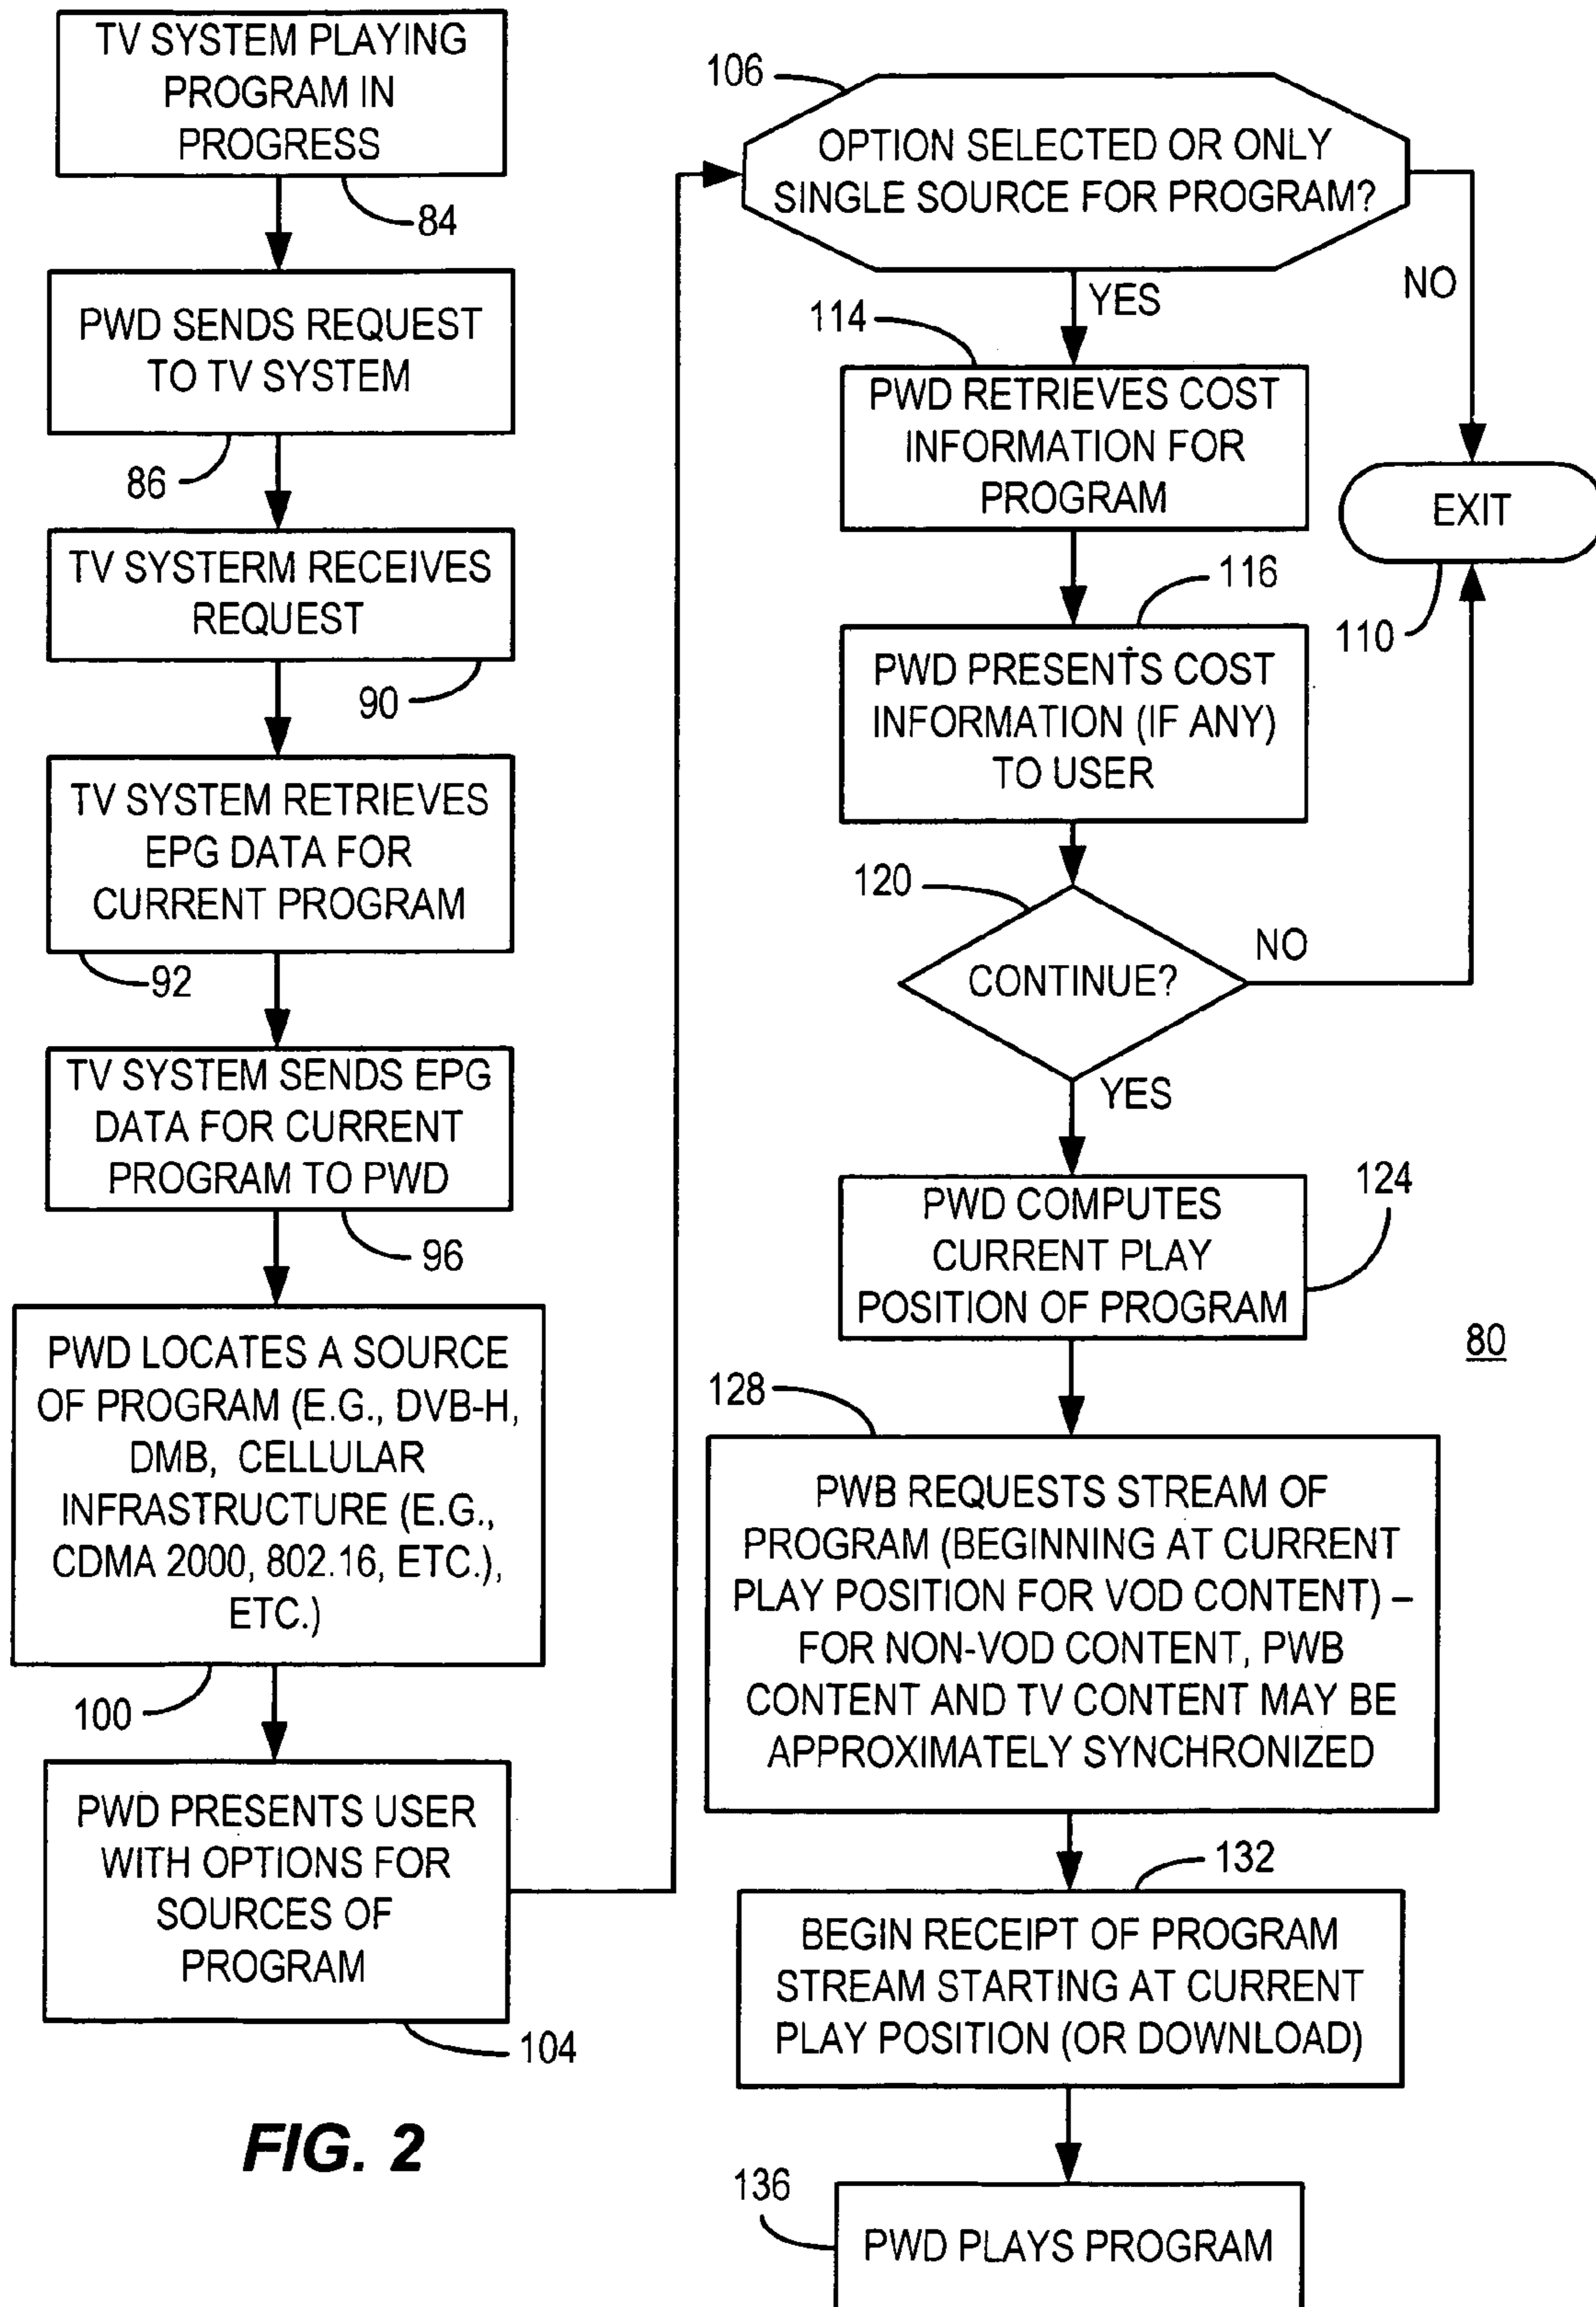 TV SYSTEM PLAYING
PROGRAM IN
PROGRESS
84
PWD SENDS REQUEST
TO TV SYSTEM
86
TV SYSTERM RECEIVES
REQUEST
90
TV SYSTEM RETRIEVES
EPG DATA FOR
CURRENT PROGRAM
92
TV SYSTEM SENDS EPG
DATA FOR CURRENT
PROGRAM TO PWD
96
PWD LOCATES A SOURCE
OF PROGRAM (E.G., DVB-H,
DMB, CELLULAR
INFRASTRUCTURE (E.G.,
CDMA 2000, 802.16, ETC.),
ETC.)
100
PWD PRESENTS USER
WITH OPTIONS FOR
SOURCES OF
PROGRAM
104
FIG. 2
106
OPTION SELECTED OR ONLY
SINGLE SOURCE FOR PROGRAM?
NO
YES
114
PWD RETRIEVES COST
INFORMATION FOR
PROGRAM
EXIT
110
116
PWD PRESENTS COST
INFORMATION (IF ANY)
TO USER
120
CONTINUE?
NO
YES
124
PWD COMPUTES
CURRENT PLAY
POSITION OF PROGRAM
80
128
PWB REQUESTS STREAM OF
PROGRAM (BEGINNING AT CURRENT
PLAY POSITION FOR VOD CONTENT) –
FOR NON-VOD CONTENT, PWB
CONTENT AND TV CONTENT MAY BE
APPROXIMATELY SYNCHRONIZED
132
BEGIN RECEIPT OF PROGRAM
STREAM STARTING AT CURRENT
PLAY POSITION (OR DOWNLOAD)
136
PWD PLAYS PROGRAM